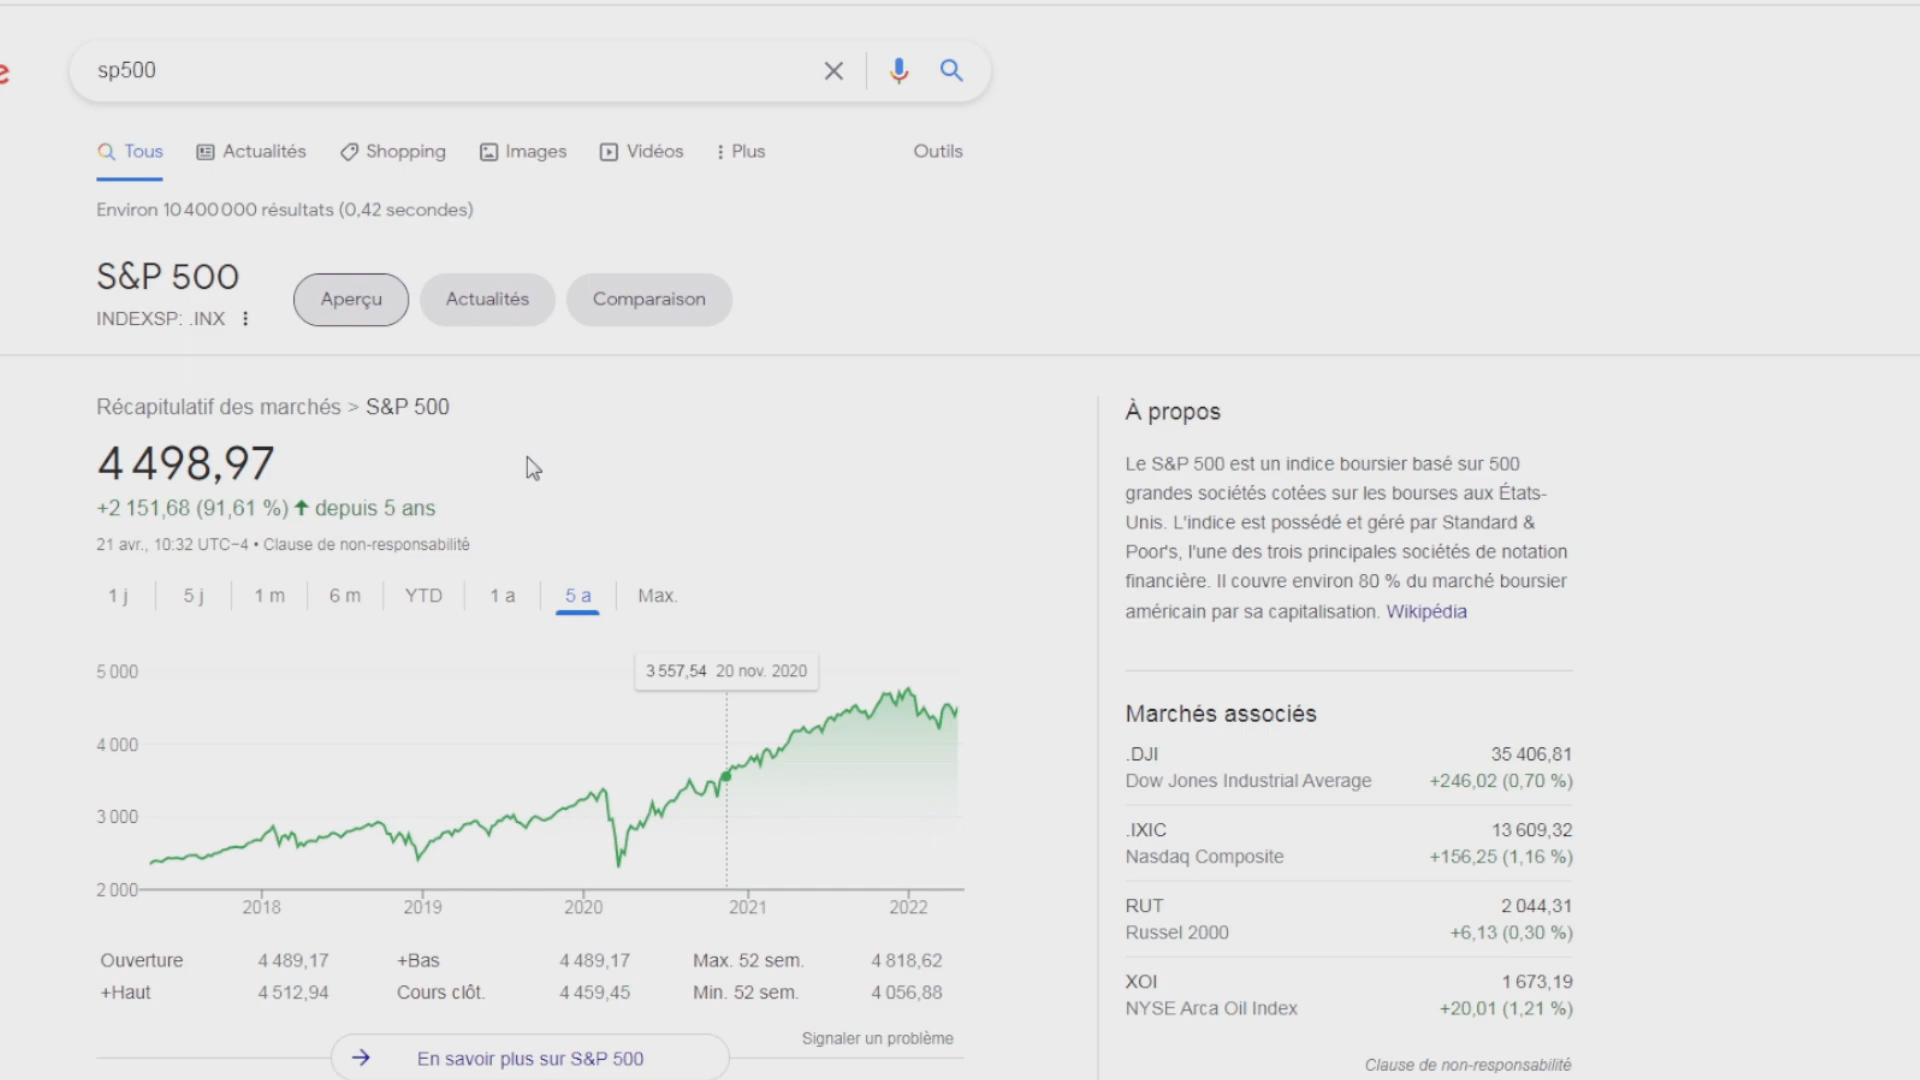 sp500
Tous Actualités Shopping Images Vidéos Plus Outils
Environ 10 400 000 résultats (0,42 secondes)
S&P 500
INDEXSP: .INX
Aperçu Actualités Comparaison
Récapitulatif des marchés > S&P 500
4 498,97
+2 151,68 (91,61 %) ↑ depuis 5 ans
21 avr., 10:32 UTC−4 • Clause de non-responsabilité
1 j 5 j 1 m 6 m YTD 1 a 5 a Max.
3 557,54 20 nov. 2020
5 000
4 000
3 000
2 000
2018 2019 2020 2021 2022
Ouverture 4 489,17 +Bas 4 489,17 Max. 52 sem. 4 818,62
+Haut 4 512,94 Cours clôt. 4 459,45 Min. 52 sem. 4 056,88
Signaler un problème
→ En savoir plus sur S&P 500
À propos
Le S&P 500 est un indice boursier basé sur 500
grandes sociétés cotées sur les bourses aux États-
Unis. L'indice est possédé et géré par Standard &
Poor's, l'une des trois principales sociétés de notation
financière. Il couvre environ 80 % du marché boursier
américain par sa capitalisation. Wikipédia
Marchés associés
.DJI 35 406,81
Dow Jones Industrial Average +246,02 (0,70 %)
.IXIC 13 609,32
Nasdaq Composite +156,25 (1,16 %)
RUT 2 044,31
Russel 2000 +6,13 (0,30 %)
XOI 1 673,19
NYSE Arca Oil Index +20,01 (1,21 %)
Clause de non-responsabilité